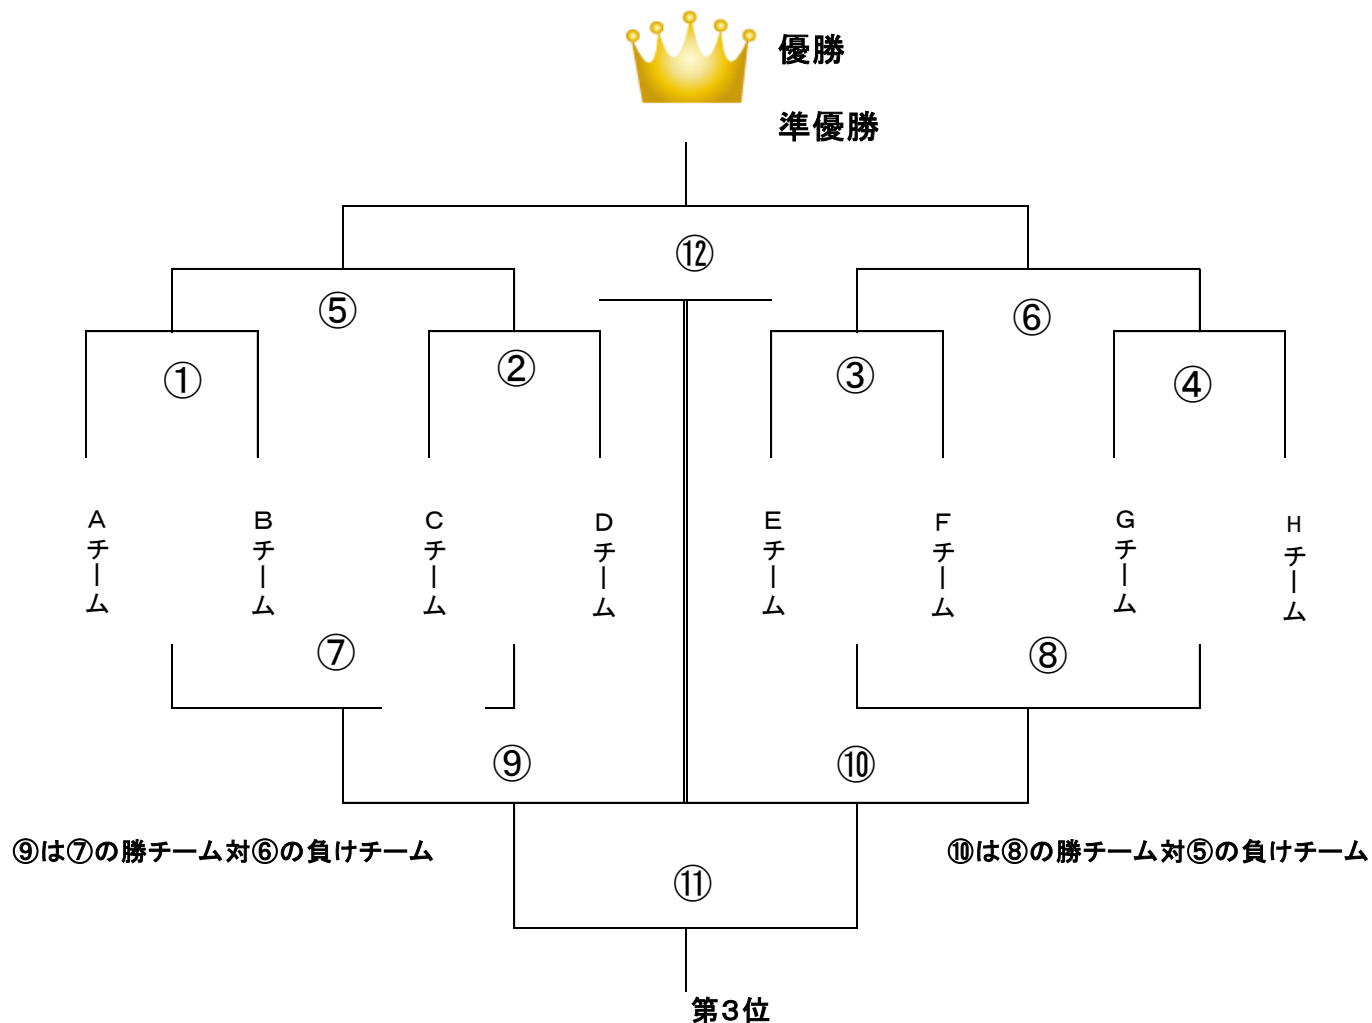 優勝
準優勝
⑫
⑤
⑥
①
②
③
④
Aチーム
Bチーム
Cチーム
Dチーム
Eチーム
Fチーム
Gチーム
Hチーム
⑦
⑧
⑨
⑩
⑨は⑦の勝チーム対⑥の負けチーム
⑩は⑧の勝チーム対⑤の負けチーム
⑪
第3位